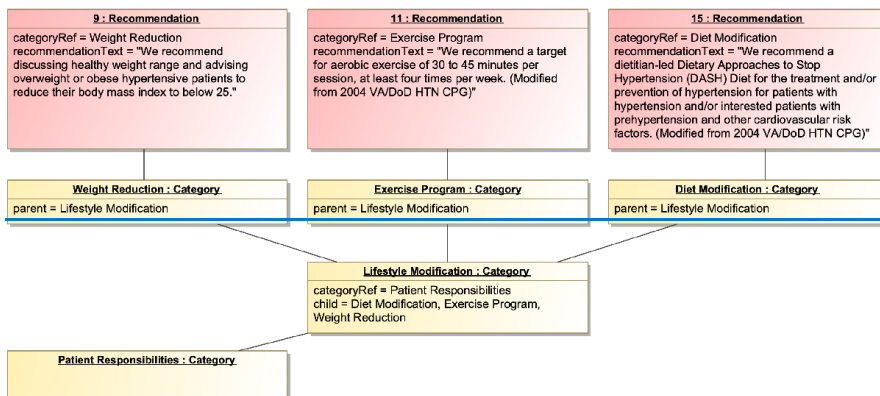 9 : Recommendation
categoryRef = Weight Reduction
recommendationText = "We recommend
discussing healthy weight range and advising
overweight or obese hypertensive patients to
reduce their body mass index to below 25."
11 : Recommendation
categoryRef = Exercise Program
recommendationText = "We recommend a target
for aerobic exercise of 30 to 45 minutes per
session, at least four times per week. (Modified
from 2004 VA/DoD HTN CPG)"
15 : Recommendation
categoryRef = Diet Modification
recommendationText = "We recommend a
dietitian-led Dietary Approaches to Stop
Hypertension (DASH) Diet for the treatment and/or
prevention of hypertension for patients with
hypertension and/or interested patients with
prehypertension and other cardiovascular risk
factors. (Modified from 2004 VA/DoD HTN CPG)"
Weight Reduction : Category
parent = Lifestyle Modification
Exercise Program : Category
parent = Lifestyle Modification
Diet Modification : Category
parent = Lifestyle Modification
Lifestyle Modification : Category
categoryRef = Patient Responsibilities
child = Diet Modification, Exercise Program,
Weight Reduction
Patient Responsibilities : Category